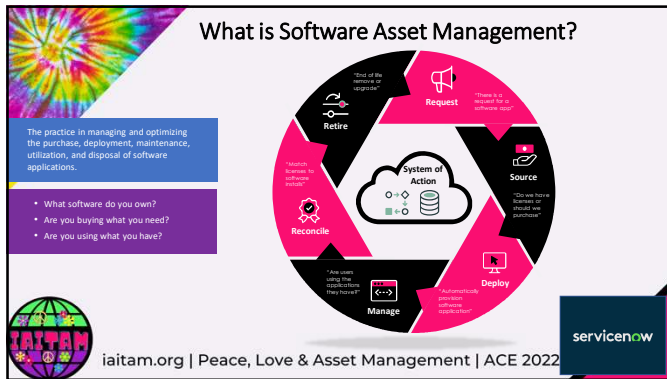 What is Software Asset Management?
The practice in managing and optimizing
the purchase, deployment, maintenance,
utilization, and disposal of software
applications.
• What software do you own?
• Are you buying what you need?
• Are you using what you have?
"End of life
remove or
upgrade"
Retire
Request
"There is a
request for a
software app"
Source
"Do we have
licenses or
should we
purchase"
Deploy
"Automatically
provision
software
application"
Manage
"Are users
using the
applications
they have?"
Reconcile
"Match
licenses to
software
installs"
System of
Action
IAITAM
iaitam.org | Peace, Love & Asset Management | ACE 2022
servicenow